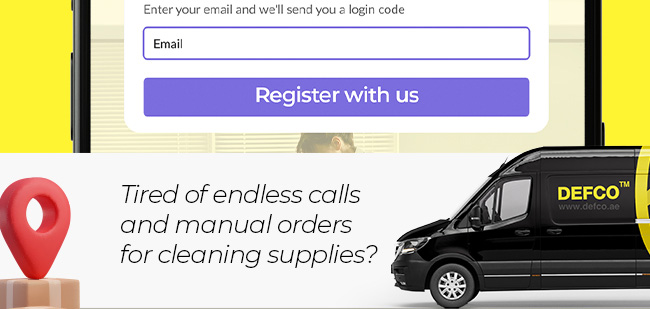 Enter your email and we'll send you a login code
Email
Register with us
Tired of endless calls
and manual orders
for cleaning supplies?
DEFCO™
www.defco.ae